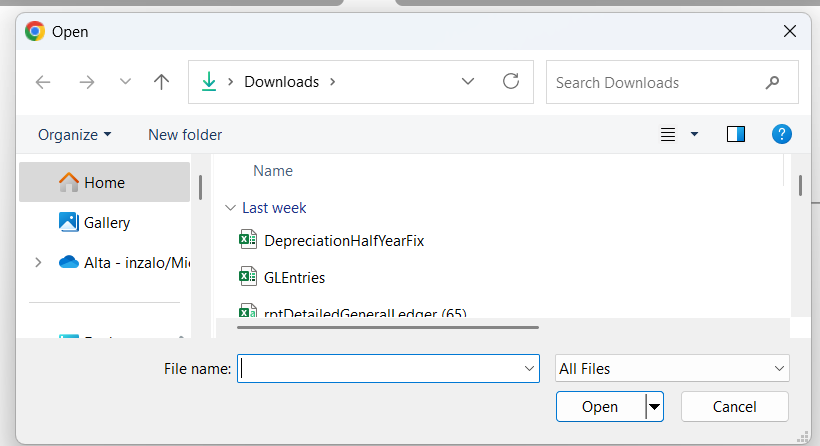 Open
Downloads
Search Downloads
Organize
New folder
Name
Home
Last week
Gallery
DepreciationHalfYearFix
Alta - inzalo/Mi
GLEntries
rptDetailedGeneralLedger (65)
File name:
All Files
Open
Cancel